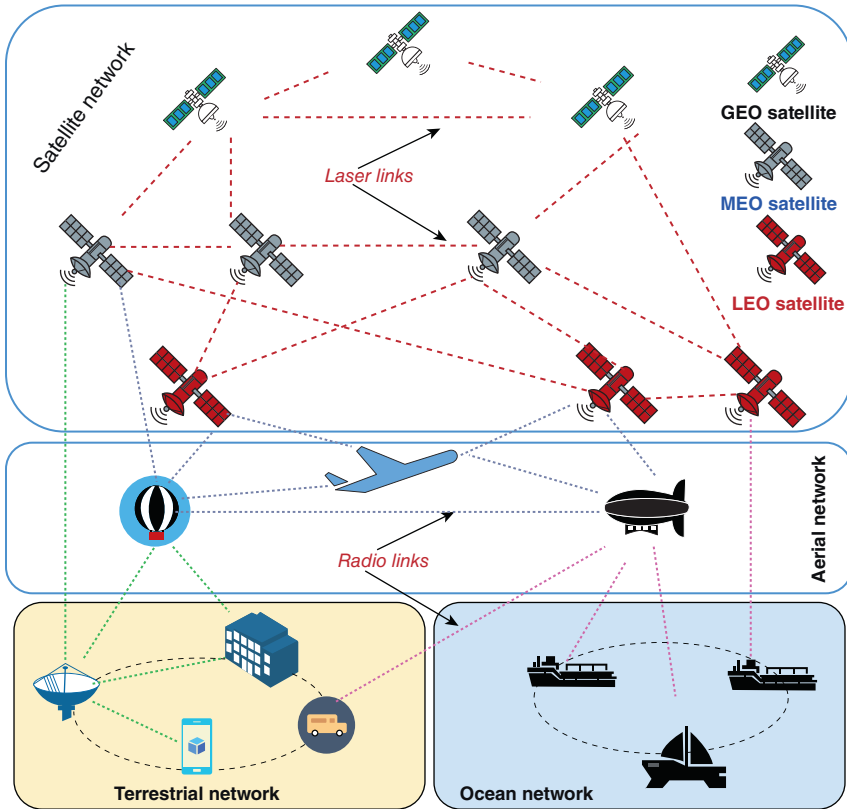 Satellite network
GEO satellite
Laser links
MEO satellite
LEO satellite
Aerial network
Radio links
Terrestrial network
Ocean network